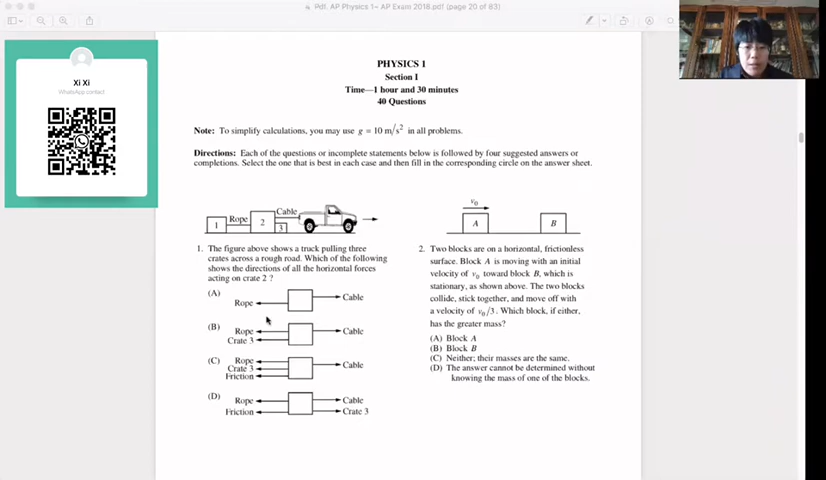 Pdf. AP Physics 1~ AP Exam 2018.pdf (page 20 of 83)
Xi Xi
WhatsApp contact
PHYSICS 1
Section I
Time—1 hour and 30 minutes
40 Questions
Note: To simplify calculations, you may use g = 10 m/s² in all problems.
Directions: Each of the questions or incomplete statements below is followed by four suggested answers or
completions. Select the one that is best in each case and then fill in the corresponding circle on the answer sheet.
1
Rope
2
Cable
3
1. The figure above shows a truck pulling three
crates across a rough road. Which of the following
shows the directions of all the horizontal forces
acting on crate 2 ?
(A)
Rope
Cable
(B)
Rope
Cable
Crate 3
(C)
Rope
Crate 3
Cable
Friction
(D)
Rope
Cable
Friction
Crate 3
v₀
A
B
2. Two blocks are on a horizontal, frictionless
surface. Block A is moving with an initial
velocity of v₀ toward block B, which is
stationary, as shown above. The two blocks
collide, stick together, and move off with
a velocity of v₀/3. Which block, if either,
has the greater mass?
(A) Block A
(B) Block B
(C) Neither; their masses are the same.
(D) The answer cannot be determined without
knowing the mass of one of the blocks.